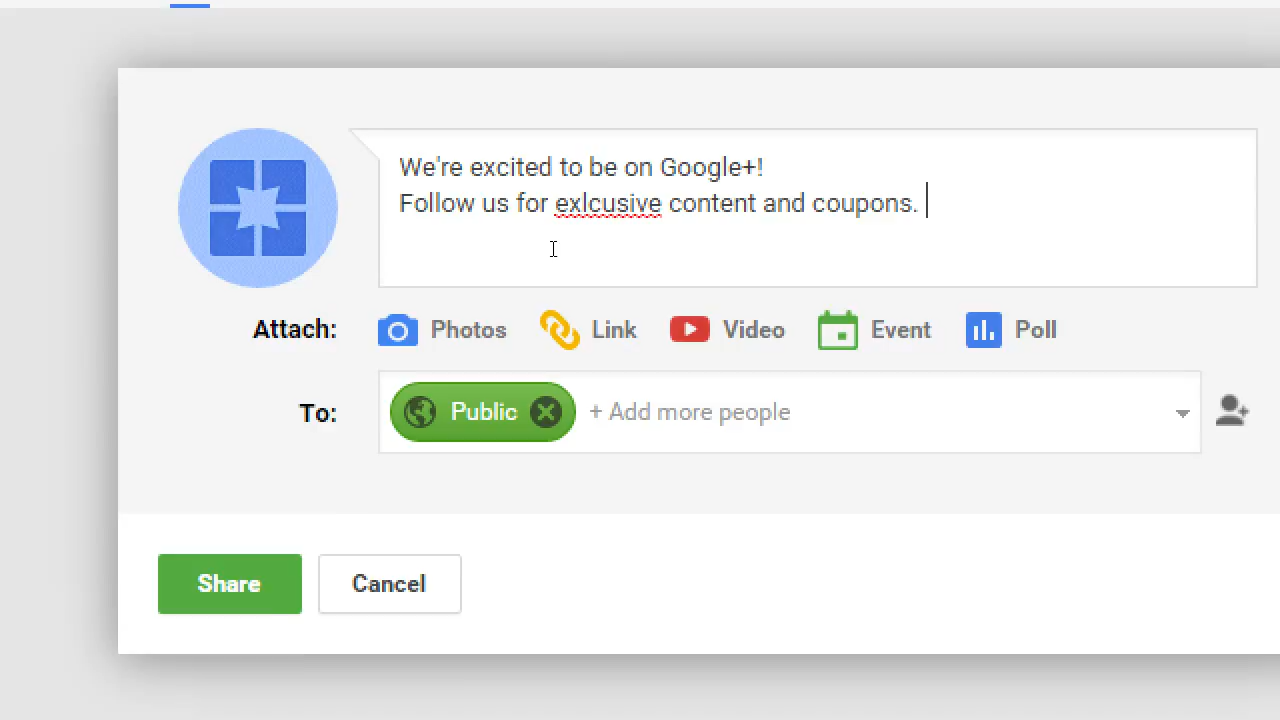 We're excited to be on Google+!
Follow us for exlcusive content and coupons.
Attach: Photos Link Video Event Poll
To: Public + Add more people
Share Cancel